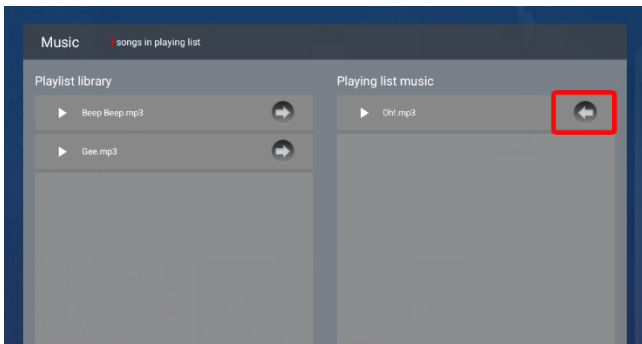 Music
1 songs in playing list
Playlist library
Playing list music
Beep Beep.mp3
Oh!.mp3
Gee.mp3